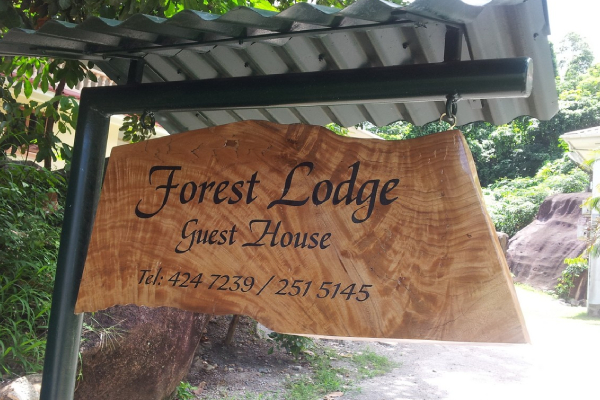 Forest Lodge
Guest House
Tel: 424 7239 / 251 5145